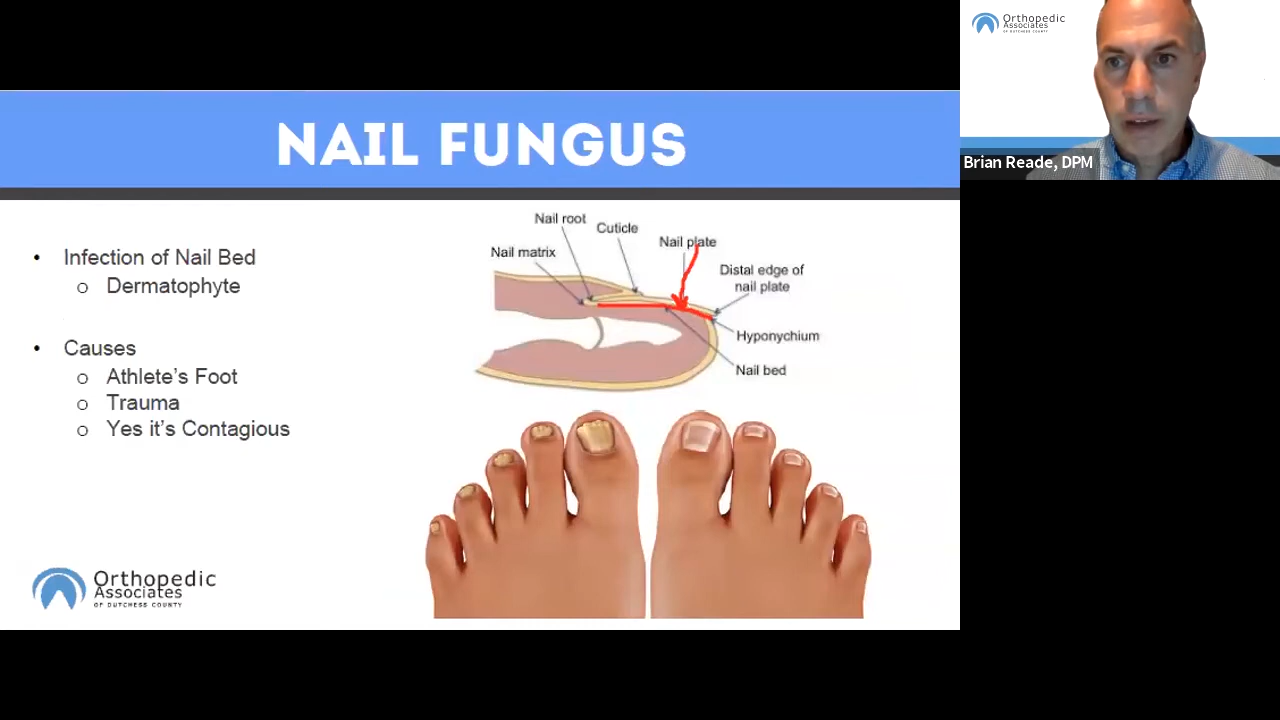 NAIL FUNGUS
• Infection of Nail Bed
o Dermatophyte
• Causes
o Athlete's Foot
o Trauma
o Yes it's Contagious
Nail root
Cuticle
Nail matrix
Nail plate
Distal edge of
nail plate
Hyponychium
Nail bed
Orthopedic
Associates
OF DUTCHESS COUNTY
Orthopedic
Associates
OF DUTCHESS COUNTY
Brian Reade, DPM